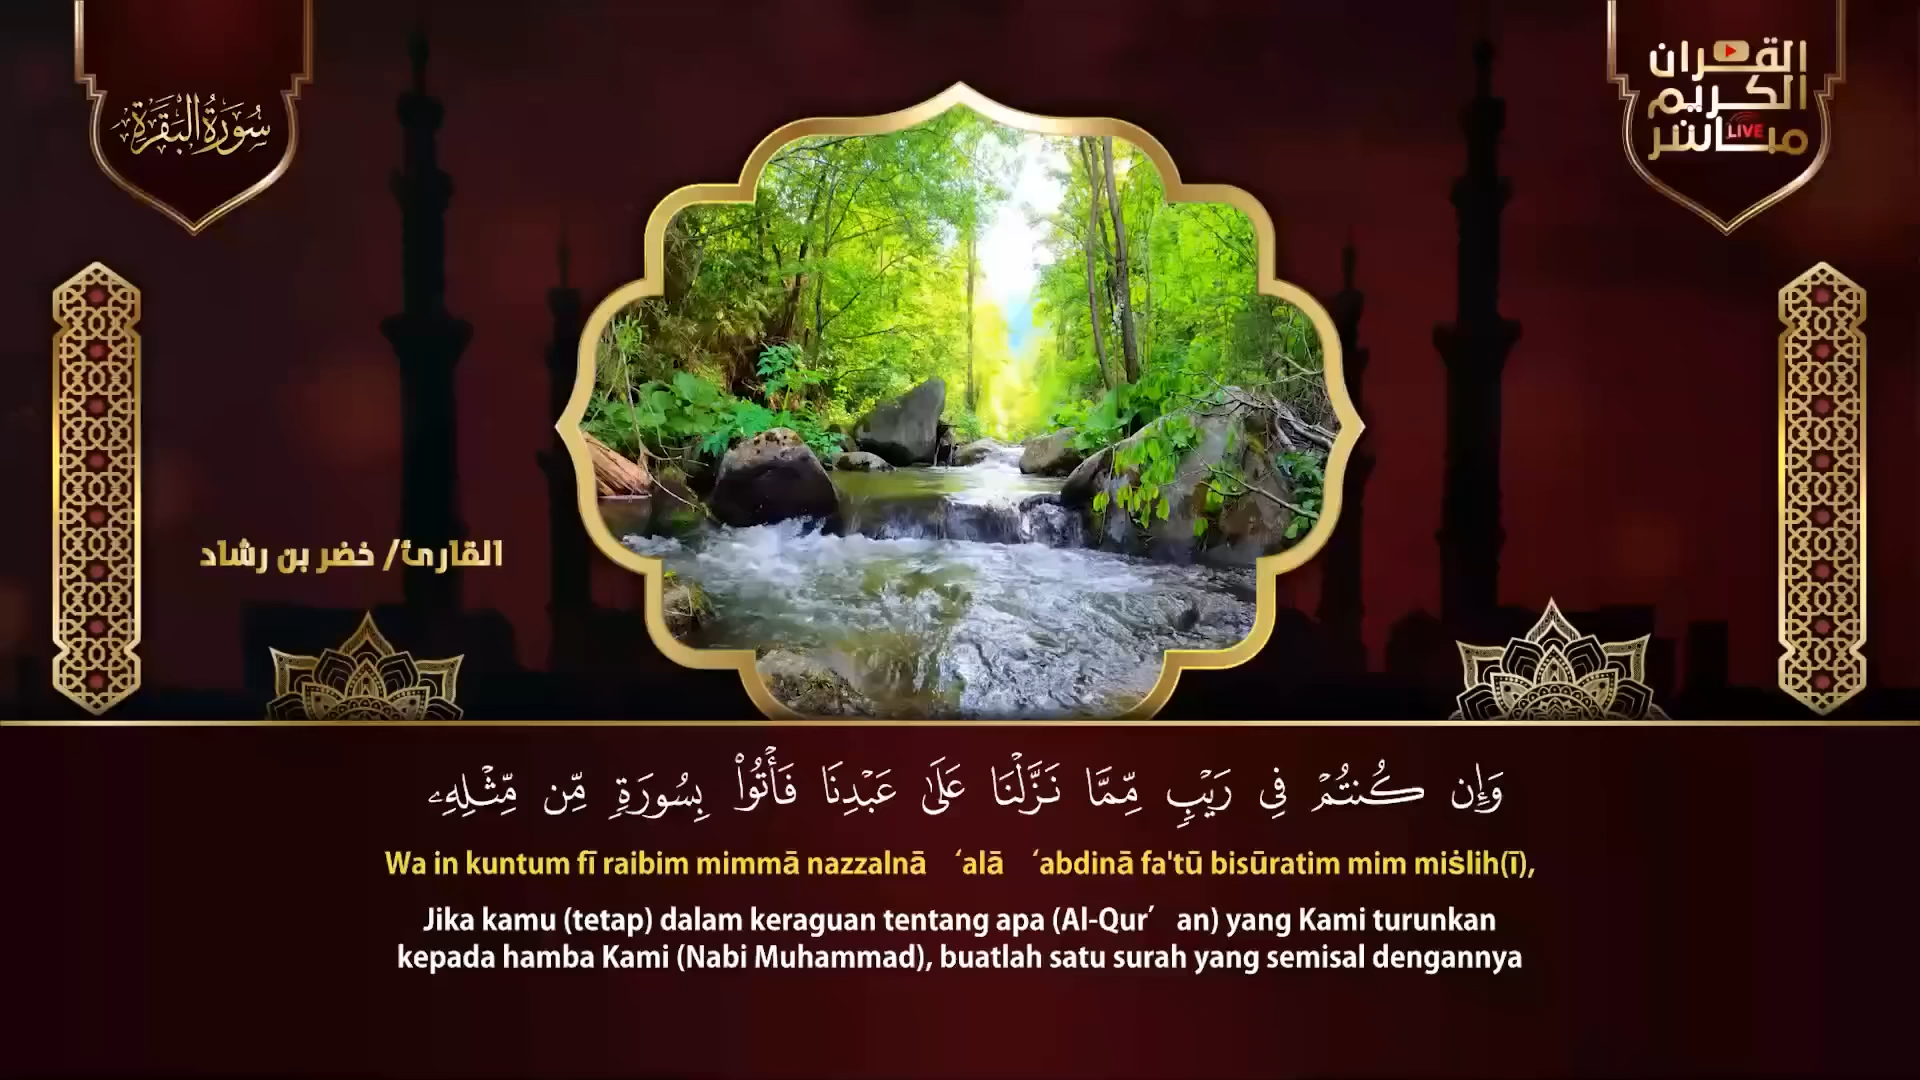 سُورَةُ البَقَرَةِ
القرآن
الكريم
مباشر
LIVE
القارئ/ خضر بن رشاد
وَإِن كُنتُمْ فِى رَيْبٍ مِّمَّا نَزَّلْنَا عَلَىٰ عَبْدِنَا فَأْتُوا۟ بِسُورَةٍ مِّن مِّثْلِهِۦ
Wa in kuntum fī raibim mimmā nazzalnā ‘alā ‘abdinā fa'tū bisūratim mim miṡlih(ī),
Jika kamu (tetap) dalam keraguan tentang apa (Al-Qur′ an) yang Kami turunkan
kepada hamba Kami (Nabi Muhammad), buatlah satu surah yang semisal dengannya